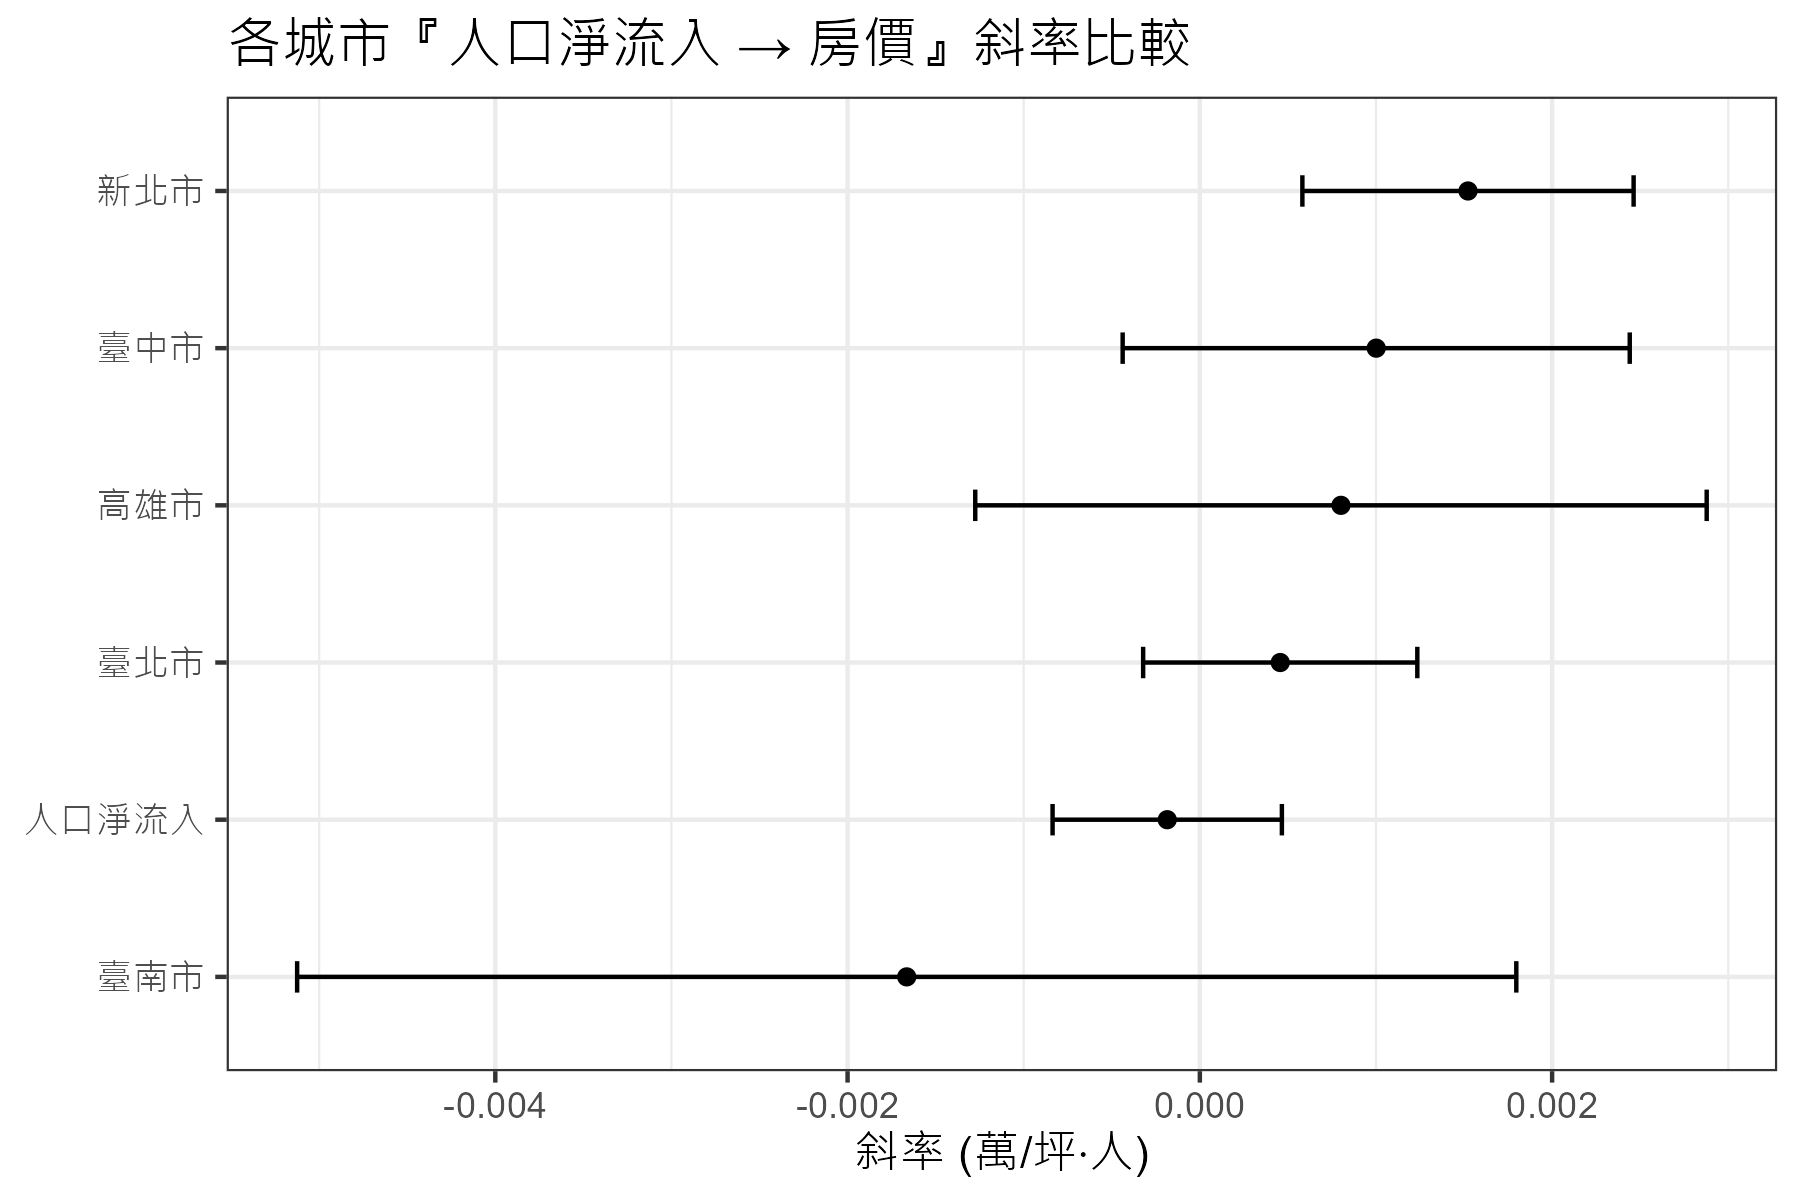 各城市『人口淨流入 → 房價』斜率比較
新北市
臺中市
高雄市
臺北市
人口淨流入
臺南市
-0.004 -0.002 0.000 0.002
斜率 (萬/坪·人)